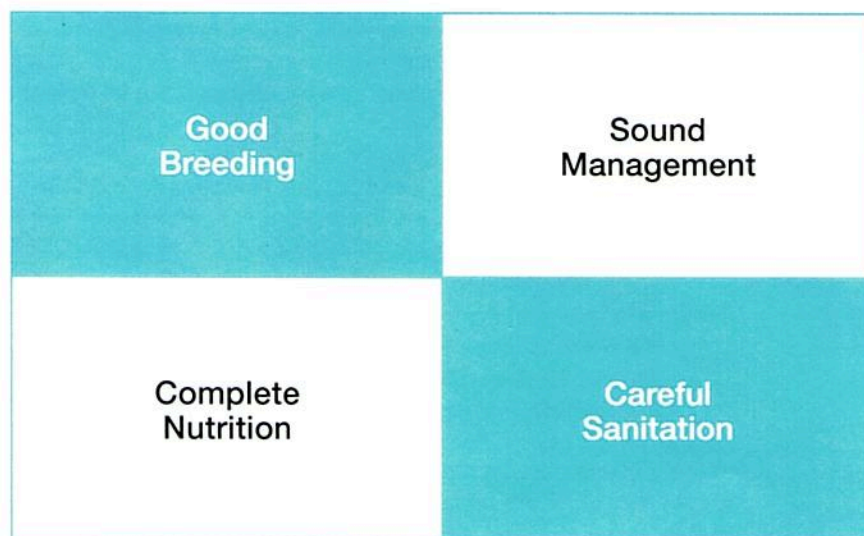 Good
Breeding
Sound
Management
Complete
Nutrition
Careful
Sanitation